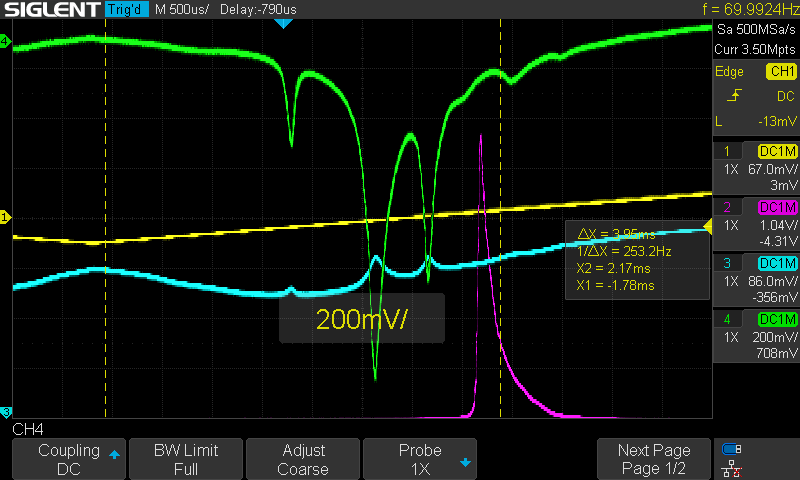 SIGLENT Trig'd M 500us/ Delay:-790us f = 69.9924Hz
Sa 500MSa/s
Curr 3.50Mpts
Edge CH1
DC
L -13mV
4
1
3
1 DC1M
1X 67.0mV/
3mV
2 DC1M
1X 1.04V/
-4.31V
3 DC1M
1X 86.0mV/
-356mV
4 DC1M
1X 200mV/
708mV
ΔX = 3.95ms
1/ΔX = 253.2Hz
X2 = 2.17ms
X1 = -1.78ms
200mV/
CH4
Coupling
DC
BW Limit
Full
Adjust
Coarse
Probe
1X
Next Page
Page 1/2